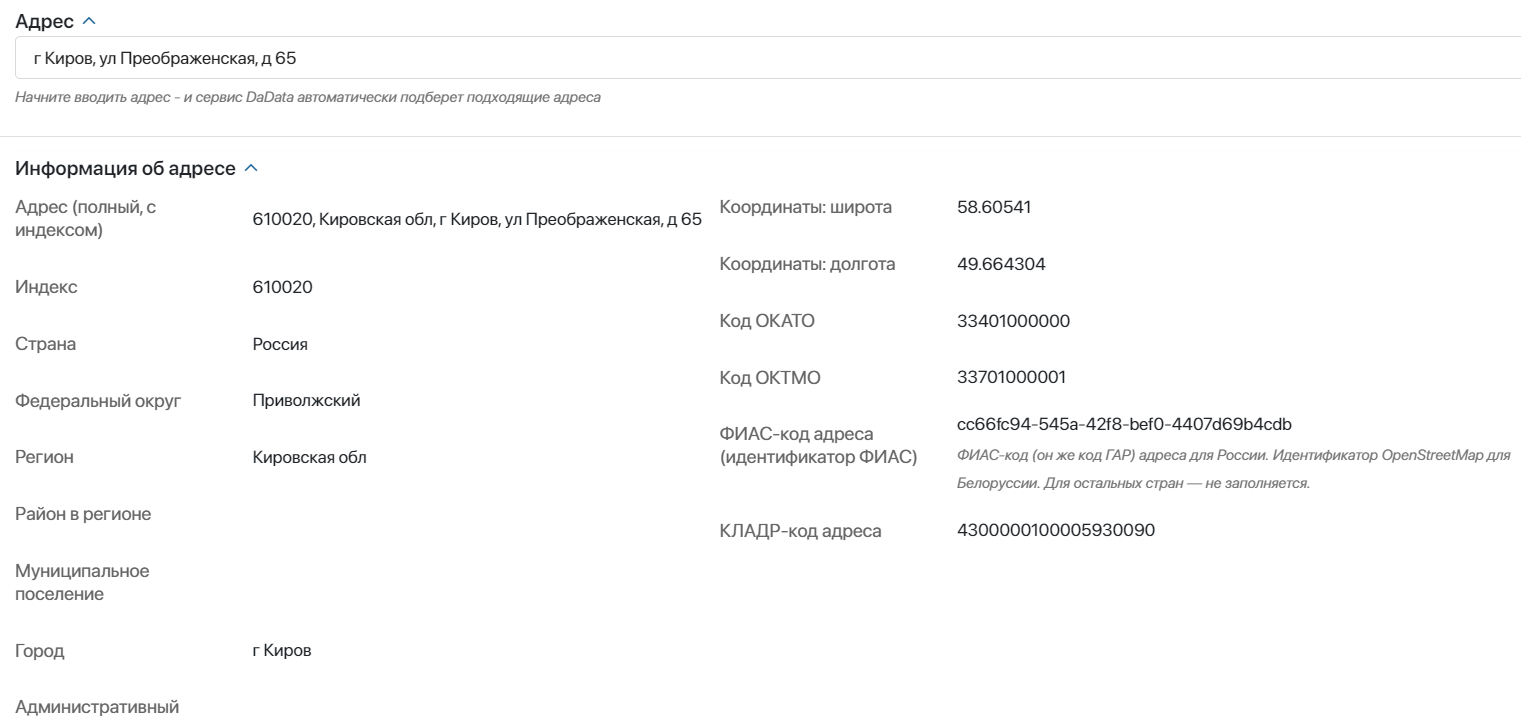 Адрес
г Киров, ул Преображенская, д 65
Начните вводить адрес - и сервис DaData автоматически подберет подходящие адреса
Информация об адресе
Адрес (полный, с
индексом)
610020, Кировская обл, г Киров, ул Преображенская, д 65
Индекс
610020
Страна
Россия
Федеральный округ
Приволжский
Регион
Кировская обл
Район в регионе
Муниципальное
поселение
Город
г Киров
Административный
Координаты: широта
58.60541
Координаты: долгота
49.664304
Код ОКАТО
33401000000
Код ОКТМО
33701000001
ФИАС-код адреса
(идентификатор ФИАС)
cc66fc94-545a-42f8-bef0-4407d69b4cdb
ФИАС-код (он же код ГАР) адреса для России. Идентификатор OpenStreetMap для
Белоруссии. Для остальных стран — не заполняется.
КЛАДР-код адреса
4300000100005930090